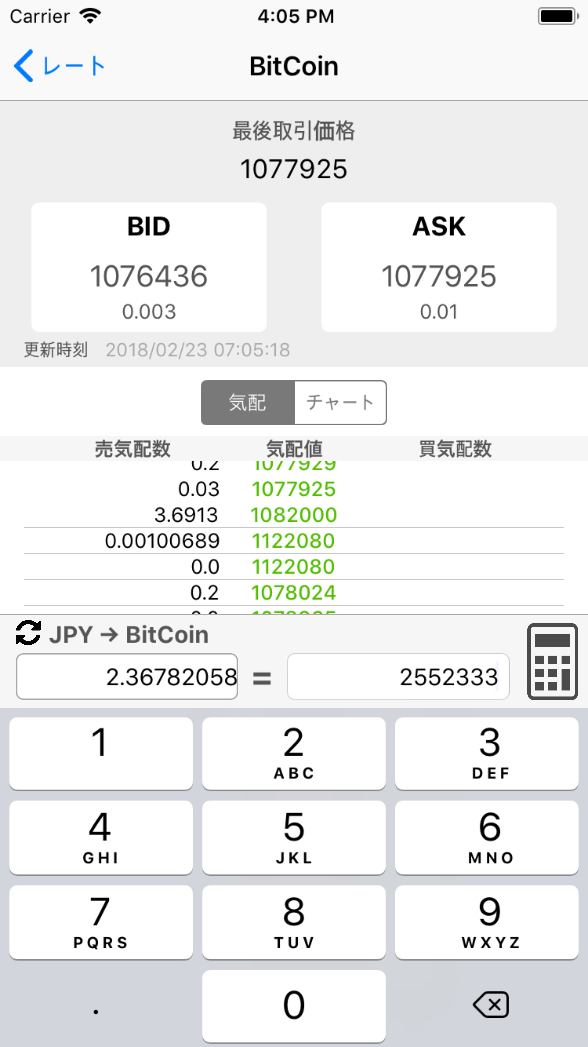 Carrier 4:05 PM
レート BitCoin
最後取引価格
1077925
BID ASK
1076436 1077925
0.003 0.01
更新時刻 2018/02/23 07:05:18
気配 チャート
売気配数 気配値 買気配数
0.2 1077929
0.03 1077925
3.6913 1082000
0.00100689 1122080
0.0 1122080
0.2 1078024
JPY → BitCoin
2.36782058 = 2552333
1 2 3
ABC DEF
4 5 6
GHI JKL MNO
7 8 9
PQRS TUV WXYZ
. 0